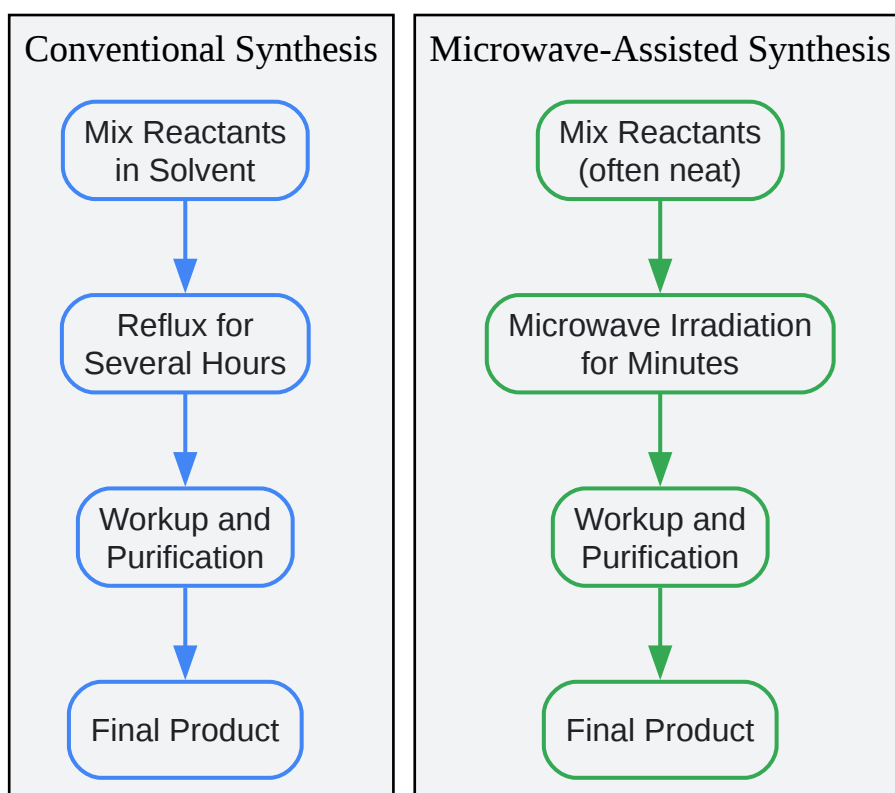 Conventional Synthesis
Mix Reactants
in Solvent
Reflux for
Several Hours
Workup and
Purification
Final Product
Microwave-Assisted Synthesis
Mix Reactants
(often neat)
Microwave Irradiation
for Minutes
Workup and
Purification
Final Product